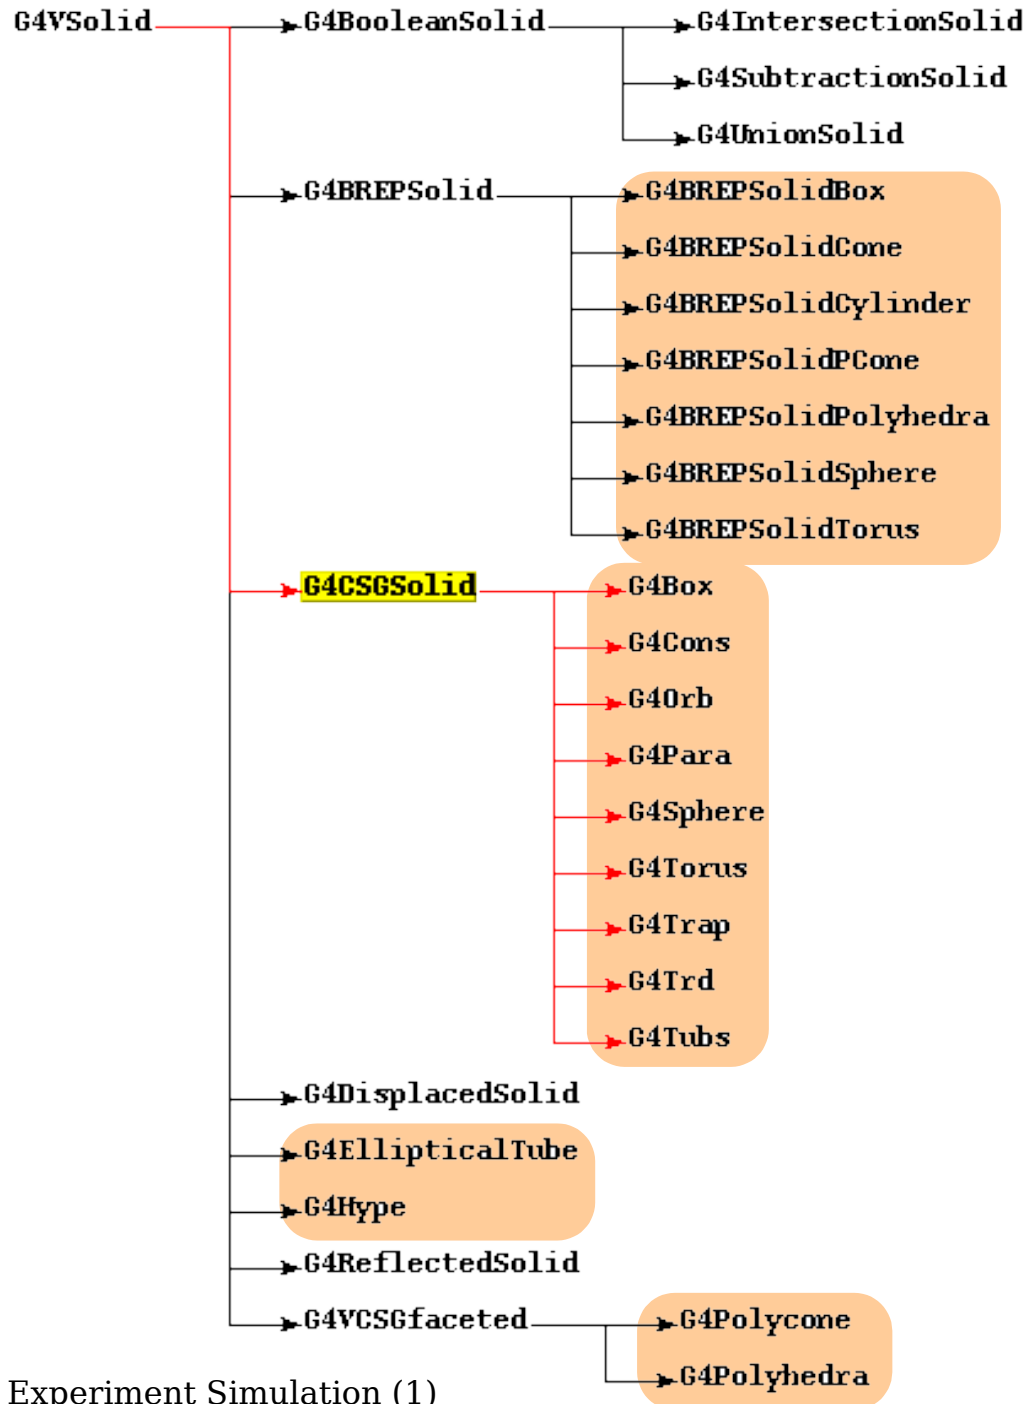 G4VSolid G4BooleanSolid G4IntersectionSolid
G4SubtractionSolid
G4UnionSolid
G4BREPSolid G4BREPSolidBox
G4BREPSolidCone
G4BREPSolidCylinder
G4BREPSolidPCone
G4BREPSolidPolyhedra
G4BREPSolidSphere
G4BREPSolidTorus
G4CSGSolid G4Box
G4Cons
G4Orb
G4Para
G4Sphere
G4Torus
G4Trap
G4Trd
G4Tubs
G4DisplacedSolid
G4EllipticalTube
G4Hype
G4ReflectedSolid
G4VCSGfaceted G4Polycone
G4Polyhedra
Experiment Simulation (1)